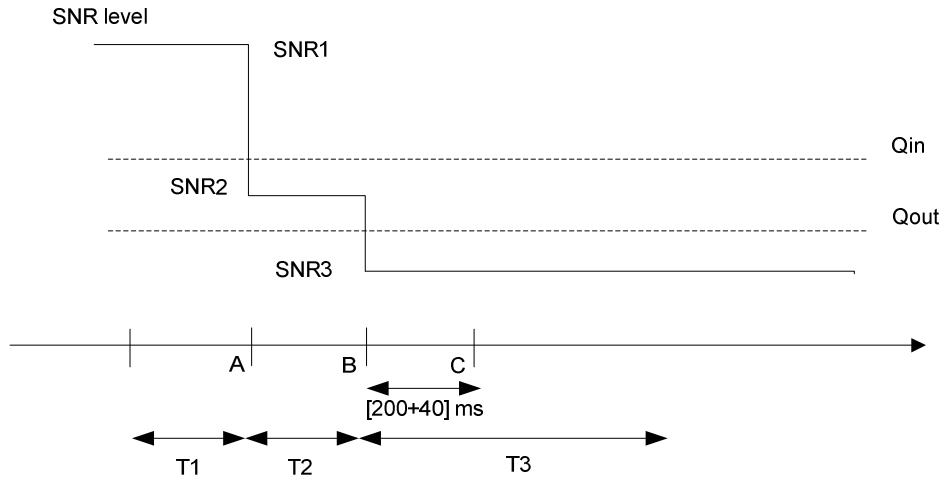 SNR level
SNR1
Qin
SNR2
Qout
SNR3
A
B
C
[200+40] ms
T1
T2
T3